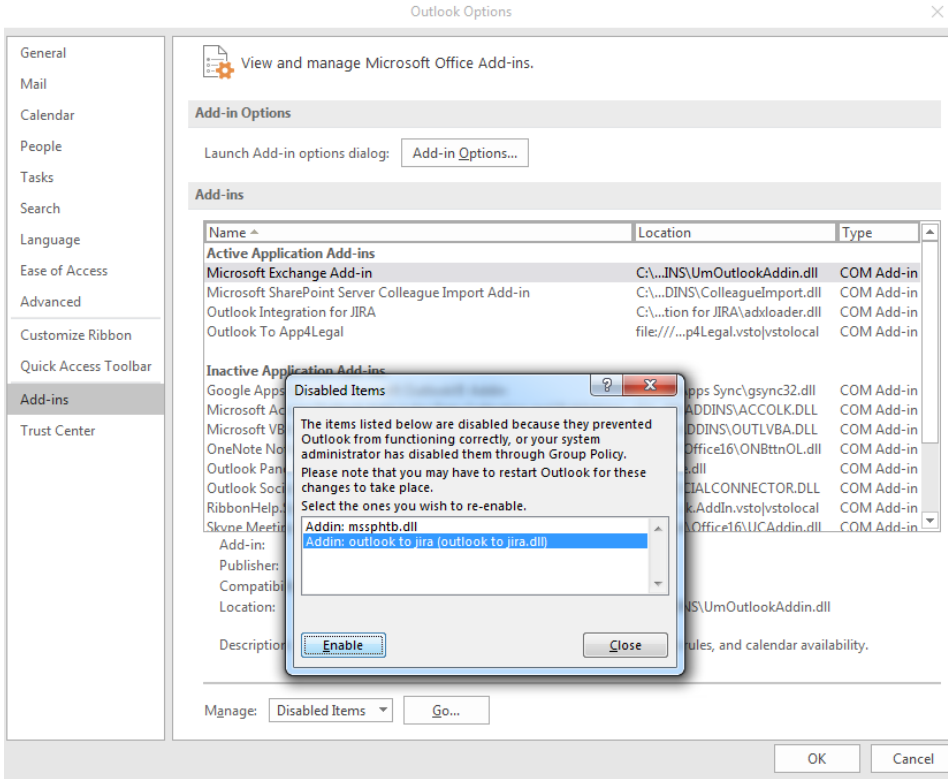 Outlook Options
General
Mail
Calendar
People
Tasks
Search
Language
Ease of Access
Advanced
Customize Ribbon
Quick Access Toolbar
Add-ins
Trust Center
View and manage Microsoft Office Add-ins.
Add-in Options
Launch Add-in options dialog: Add-in Options...
Add-ins
Name Location Type
Active Application Add-ins
Microsoft Exchange Add-in C:\...INS\UmOutlookAddin.dll COM Add-in
Microsoft SharePoint Server Colleague Import Add-in C:\...DINS\ColleagueImport.dll COM Add-in
Outlook Integration for JIRA C:\...tion for JIRA\adxloader.dll COM Add-in
Outlook To App4Legal file:///...p4Legal.vsto|vstolocal COM Add-in
Inactive Application Add-ins
Google Apps pps Sync\gsync32.dll COM Add-in
Microsoft Ac ADDINS\ACCOLK.DLL COM Add-in
Microsoft VB DDINS\OUTLVBA.DLL COM Add-in
OneNote No Office16\ONBttnOL.dll COM Add-in
Outlook Pan e.dll COM Add-in
Outlook Soci CIALCONNECTOR.DLL COM Add-in
RibbonHelp.S k.AddIn.vsto|vstolocal COM Add-in
Skype Meetin \Office16\UCAddin.dll COM Add-in
Add-in:
Publisher:
Compatibi
Location: NS\UmOutlookAddin.dll
Description rules, and calendar availability.
Disabled Items
The items listed below are disabled because they prevented
Outlook from functioning correctly, or your system
administrator has disabled them through Group Policy.
Please note that you may have to restart Outlook for these
changes to take place.
Select the ones you wish to re-enable.
Addin: mssphtb.dll
Addin: outlook to jira (outlook to jira.dll)
Enable Close
Manage: Disabled Items Go...
OK Cancel